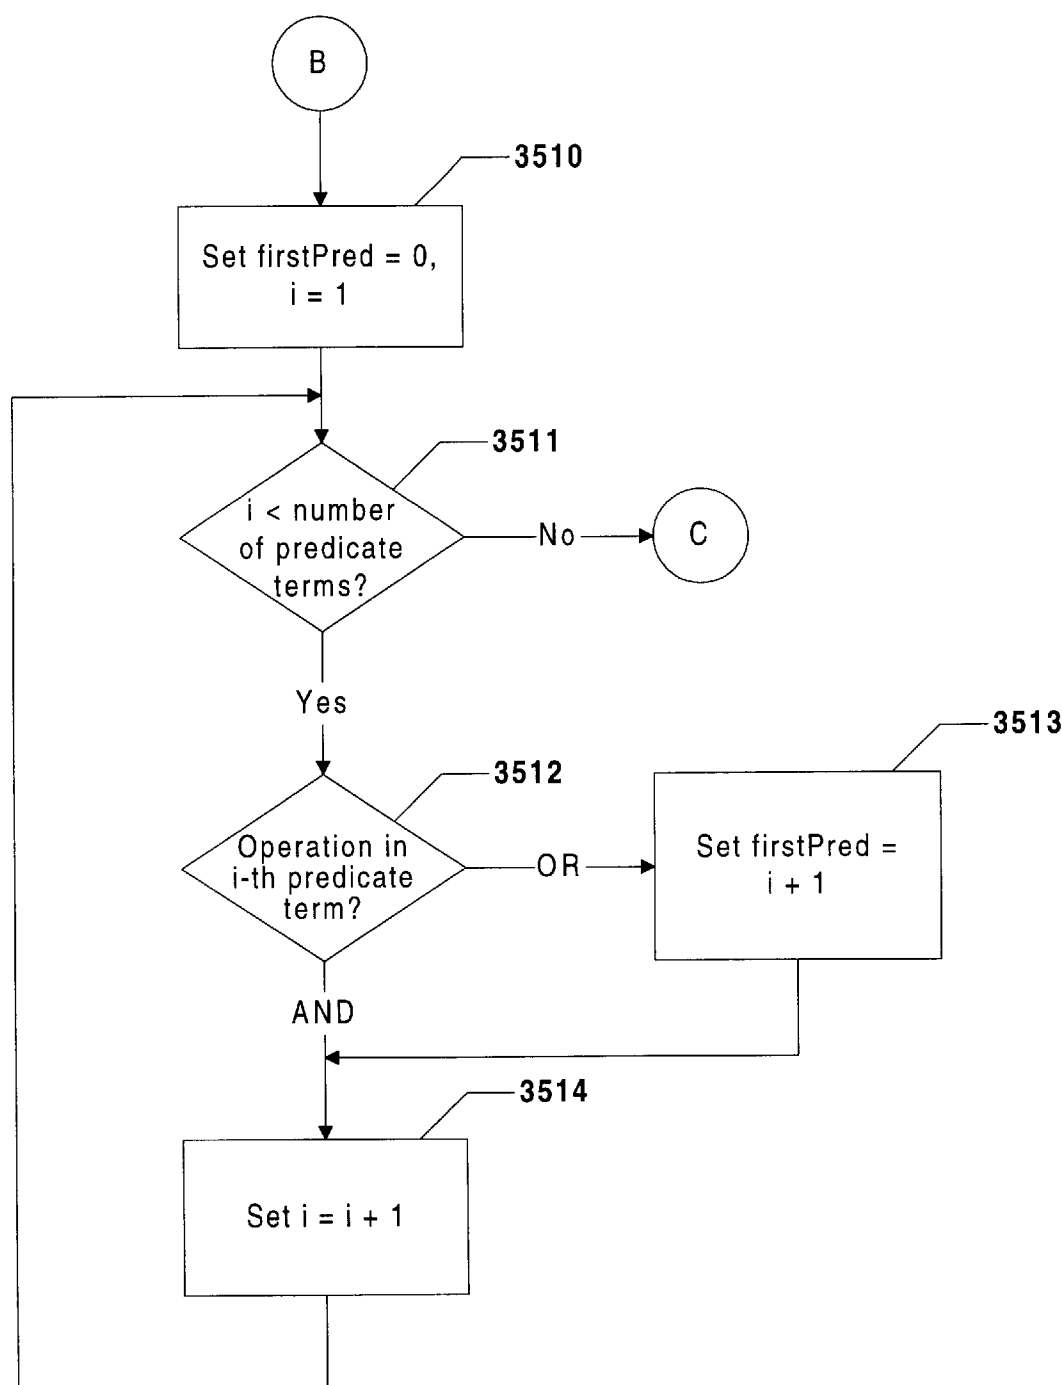 B
3510
Set firstPred = 0,
i = 1
3511
i < number
of predicate
terms?
No
C
Yes
3512
3513
Operation in
i-th predicate
term?
OR
Set firstPred =
i + 1
AND
3514
Set i = i + 1